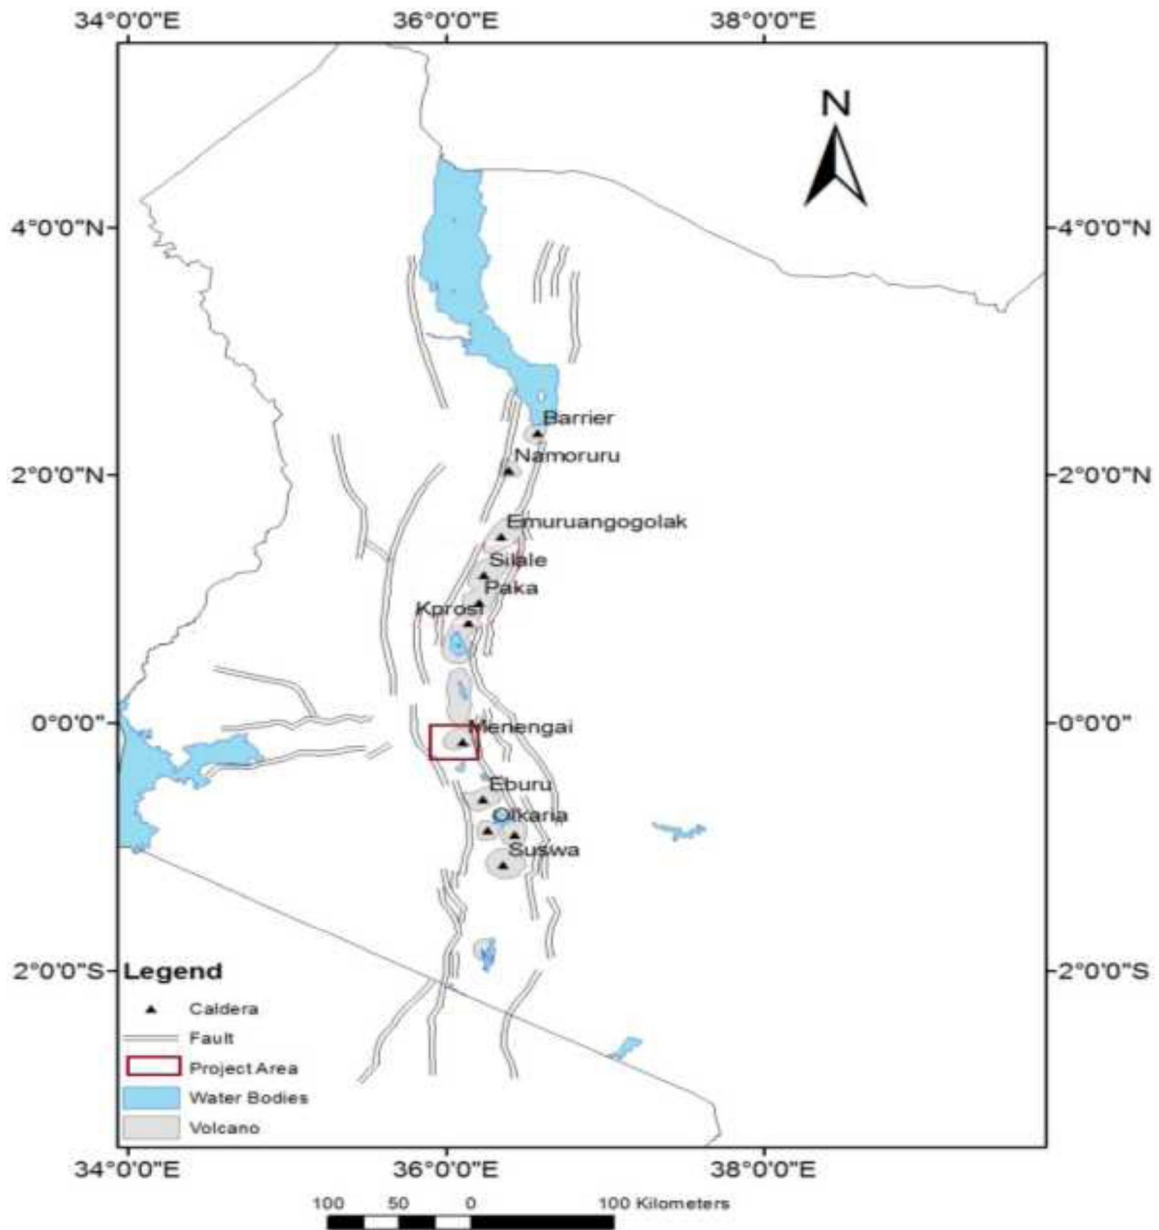 34°0'0"E 36°0'0"E 38°0'0"E
N
4°0'0"N 4°0'0"N
Barrier
Namoruru
2°0'0"N 2°0'0"N
Emuruangogolak
Silale
Paka
Kprosi
0°0'0" 0°0'0"
Menengai
Eburu
Olkaria
Suswa
2°0'0"S 2°0'0"S
Legend
Caldera
Fault
Project Area
Water Bodies
Volcano
34°0'0"E 36°0'0"E 38°0'0"E
100 50 0 100 Kilometers